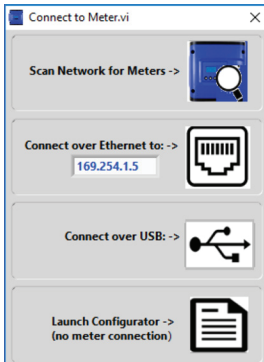 Connect to Meter.vi
Scan Network for Meters ->
Connect over Ethernet to: ->
169.254.1.5
Connect over USB: ->
Launch Configurator ->
(no meter connection)